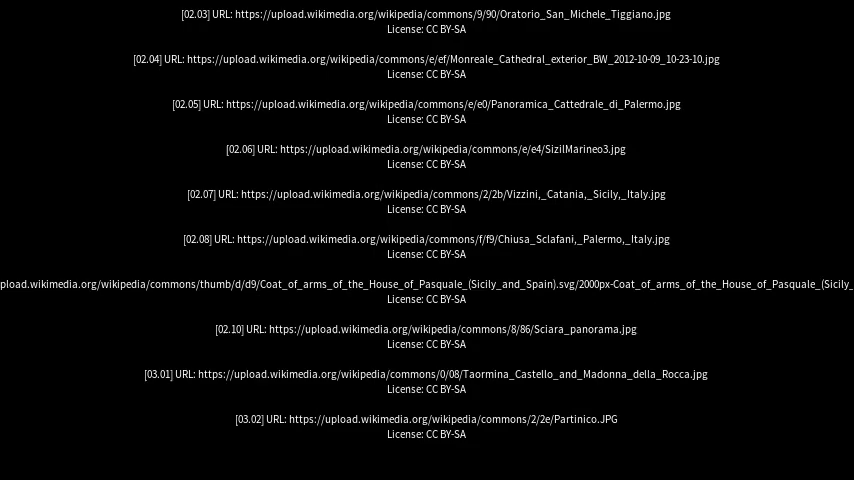 [02.03] URL: https://upload.wikimedia.org/wikipedia/commons/9/90/Oratorio_San_Michele_Tiggiano.jpg
License: CC BY-SA
[02.04] URL: https://upload.wikimedia.org/wikipedia/commons/e/ef/Monreale_Cathedral_exterior_BW_2012-10-09_10-23-10.jpg
License: CC BY-SA
[02.05] URL: https://upload.wikimedia.org/wikipedia/commons/e/e0/Panoramica_Cattedrale_di_Palermo.jpg
License: CC BY-SA
[02.06] URL: https://upload.wikimedia.org/wikipedia/commons/e/e4/SizilMarineo3.jpg
License: CC BY-SA
[02.07] URL: https://upload.wikimedia.org/wikipedia/commons/2/2b/Vizzini,_Catania,_Sicily,_Italy.jpg
License: CC BY-SA
[02.08] URL: https://upload.wikimedia.org/wikipedia/commons/f/f9/Chiusa_Sclafani,_Palermo,_Italy.jpg
License: CC BY-SA
pload.wikimedia.org/wikipedia/commons/thumb/d/d9/Coat_of_arms_of_the_House_of_Pasquale_(Sicily_and_Spain).svg/2000px-Coat_of_arms_of_the_House_of_Pasquale_(Sicily_
License: CC BY-SA
[02.10] URL: https://upload.wikimedia.org/wikipedia/commons/8/86/Sciara_panorama.jpg
License: CC BY-SA
[03.01] URL: https://upload.wikimedia.org/wikipedia/commons/0/08/Taormina_Castello_and_Madonna_della_Rocca.jpg
License: CC BY-SA
[03.02] URL: https://upload.wikimedia.org/wikipedia/commons/2/2e/Partinico.JPG
License: CC BY-SA